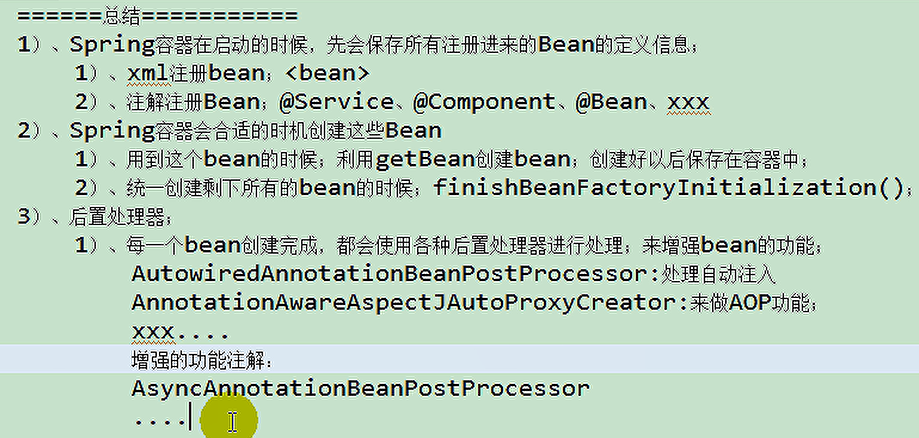 ======总结===========
1）、Spring容器在启动的时候，先会保存所有注册进来的Bean的定义信息；
1）、xml注册bean；<bean>
2）、注解注册Bean；@Service、@Component、@Bean、xxx
2）、Spring容器会合适的时机创建这些Bean
1）、用到这个bean的时候；利用getBean创建bean；创建好以后保存在容器中；
2）、统一创建剩下所有的bean的时候；finishBeanFactoryInitialization()；
3）、后置处理器；
1）、每一个bean创建完成，都会使用各种后置处理器进行处理；来增强bean的功能；
AutowiredAnnotationBeanPostProcessor:处理自动注入
AnnotationAwareAspectJAutoProxyCreator:来做AOP功能；
xxx....
增强的功能注解：
AsyncAnnotationBeanPostProcessor
....